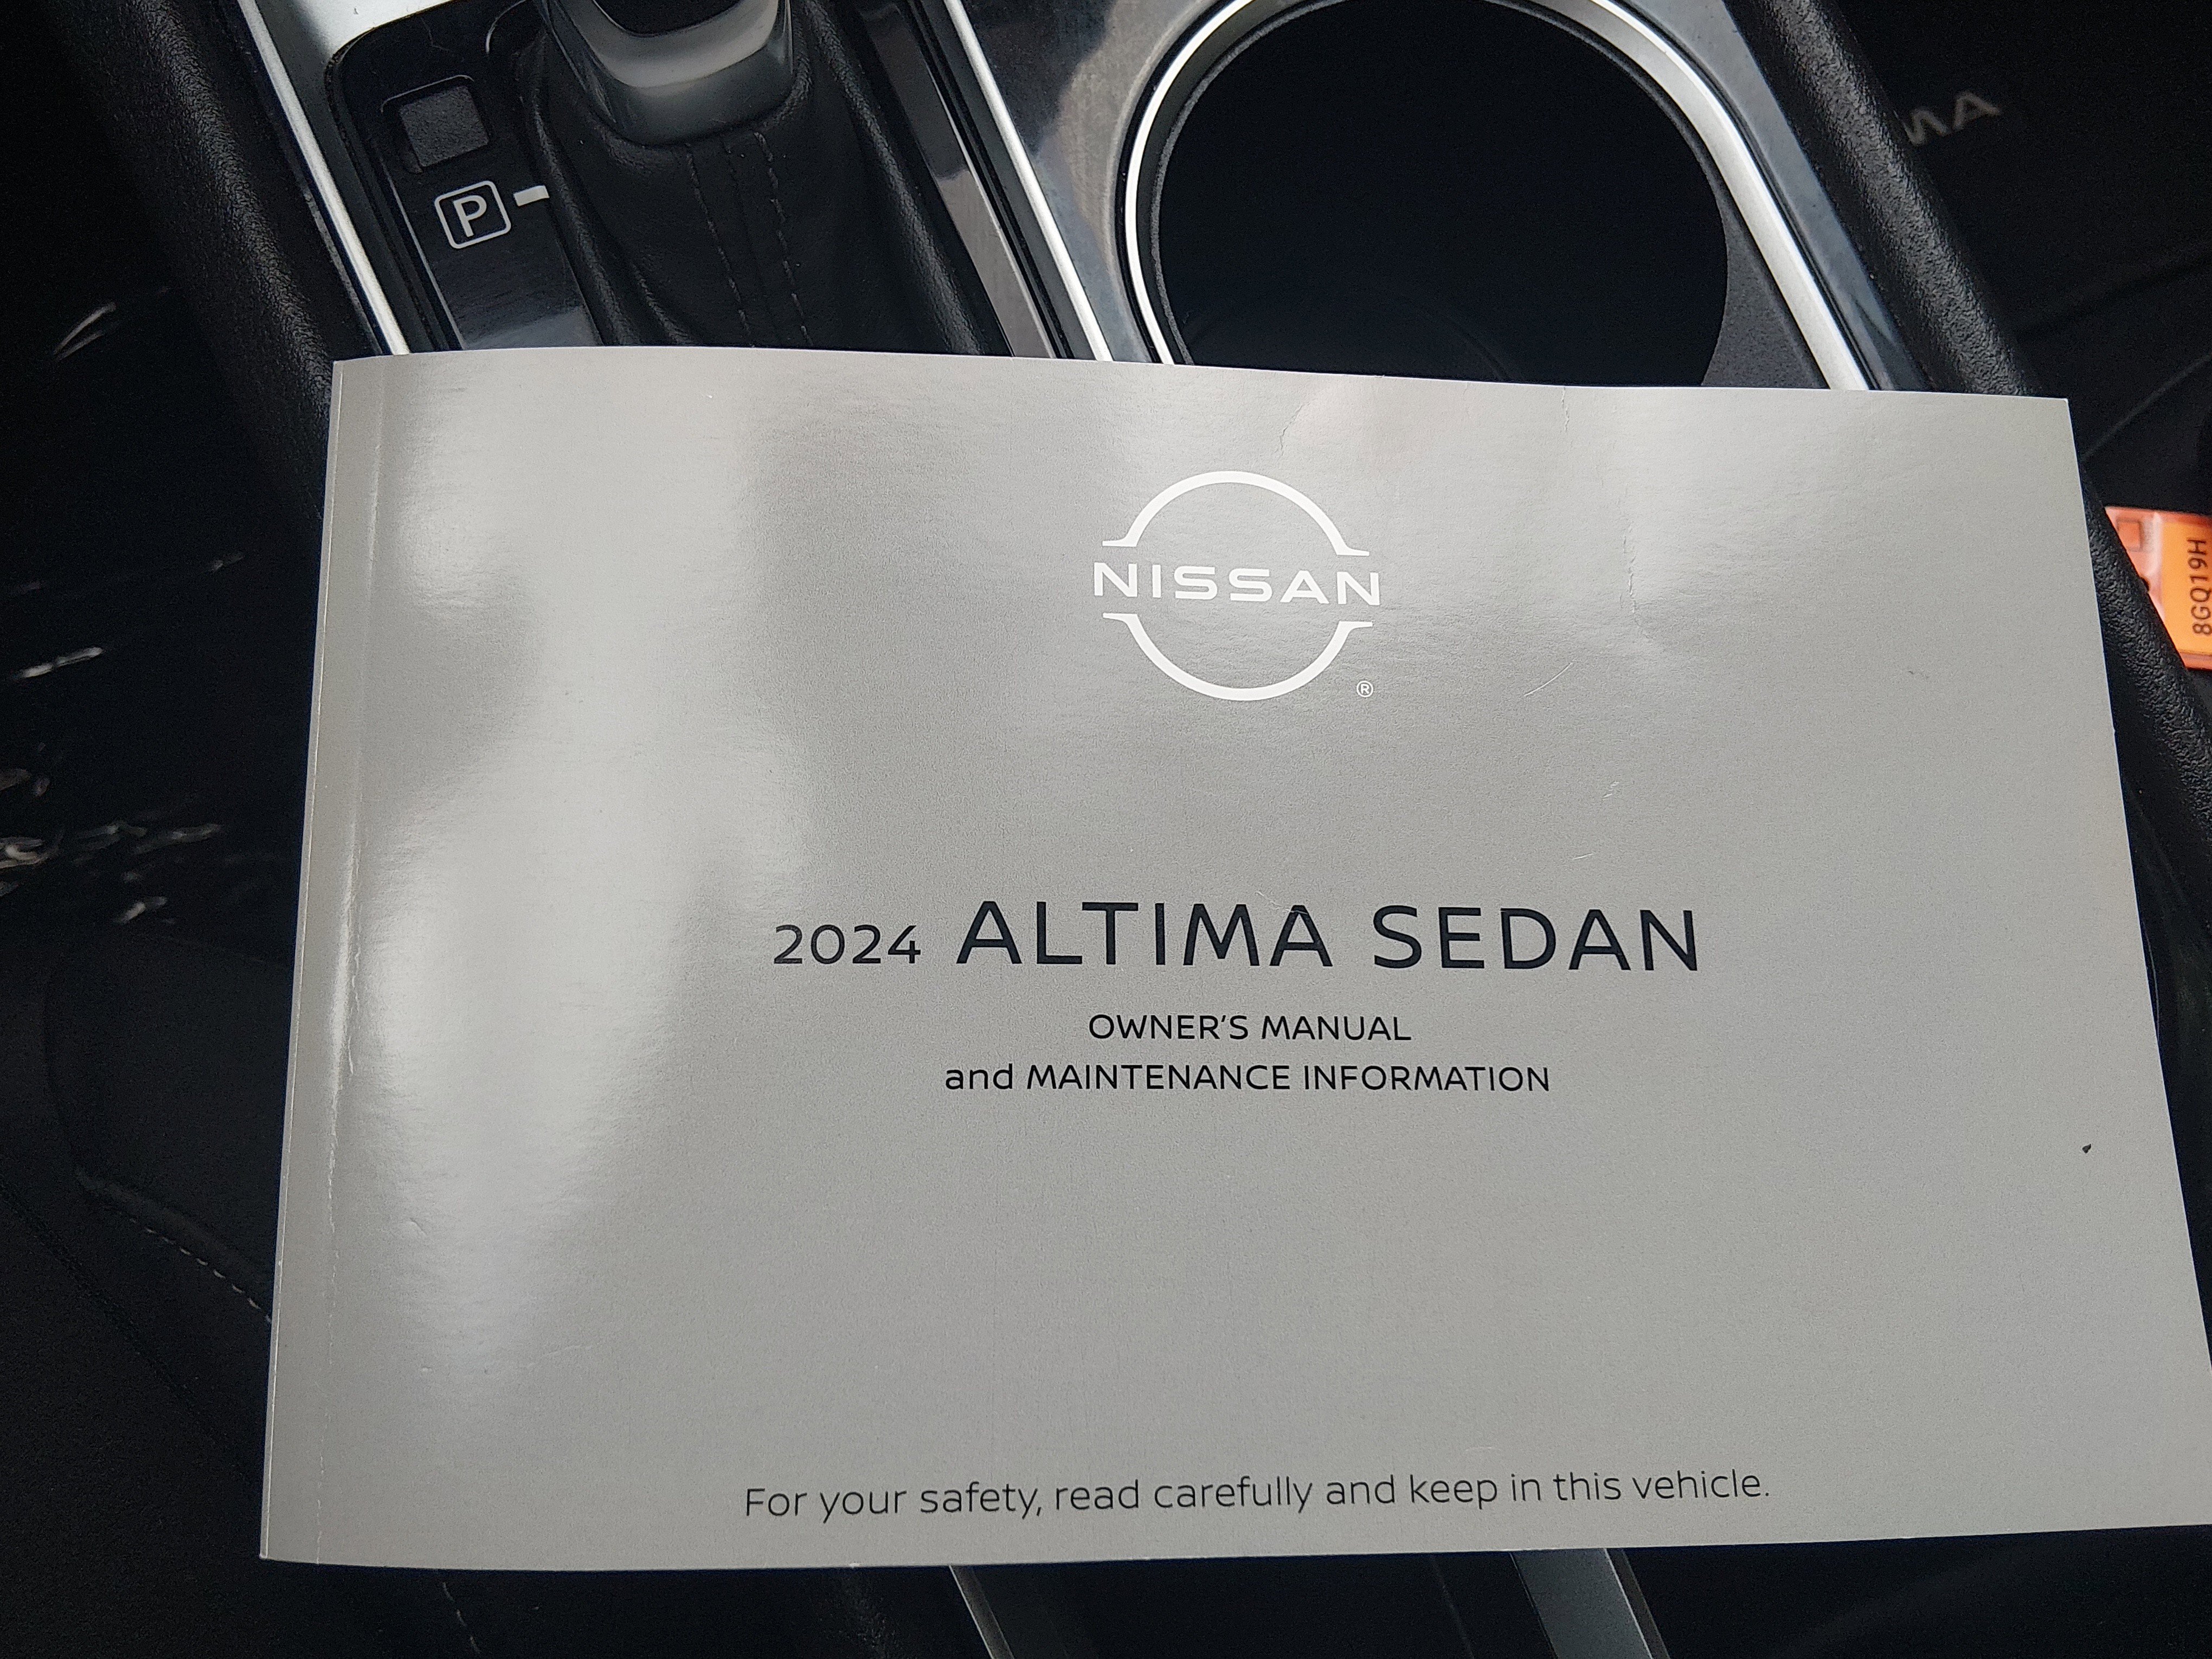 P
MA
NISSAN
®
8GQ19H
2024 ALTIMA SEDAN
OWNER'S MANUAL
and MAINTENANCE INFORMATION
For your safety, read carefully and keep in this vehicle.